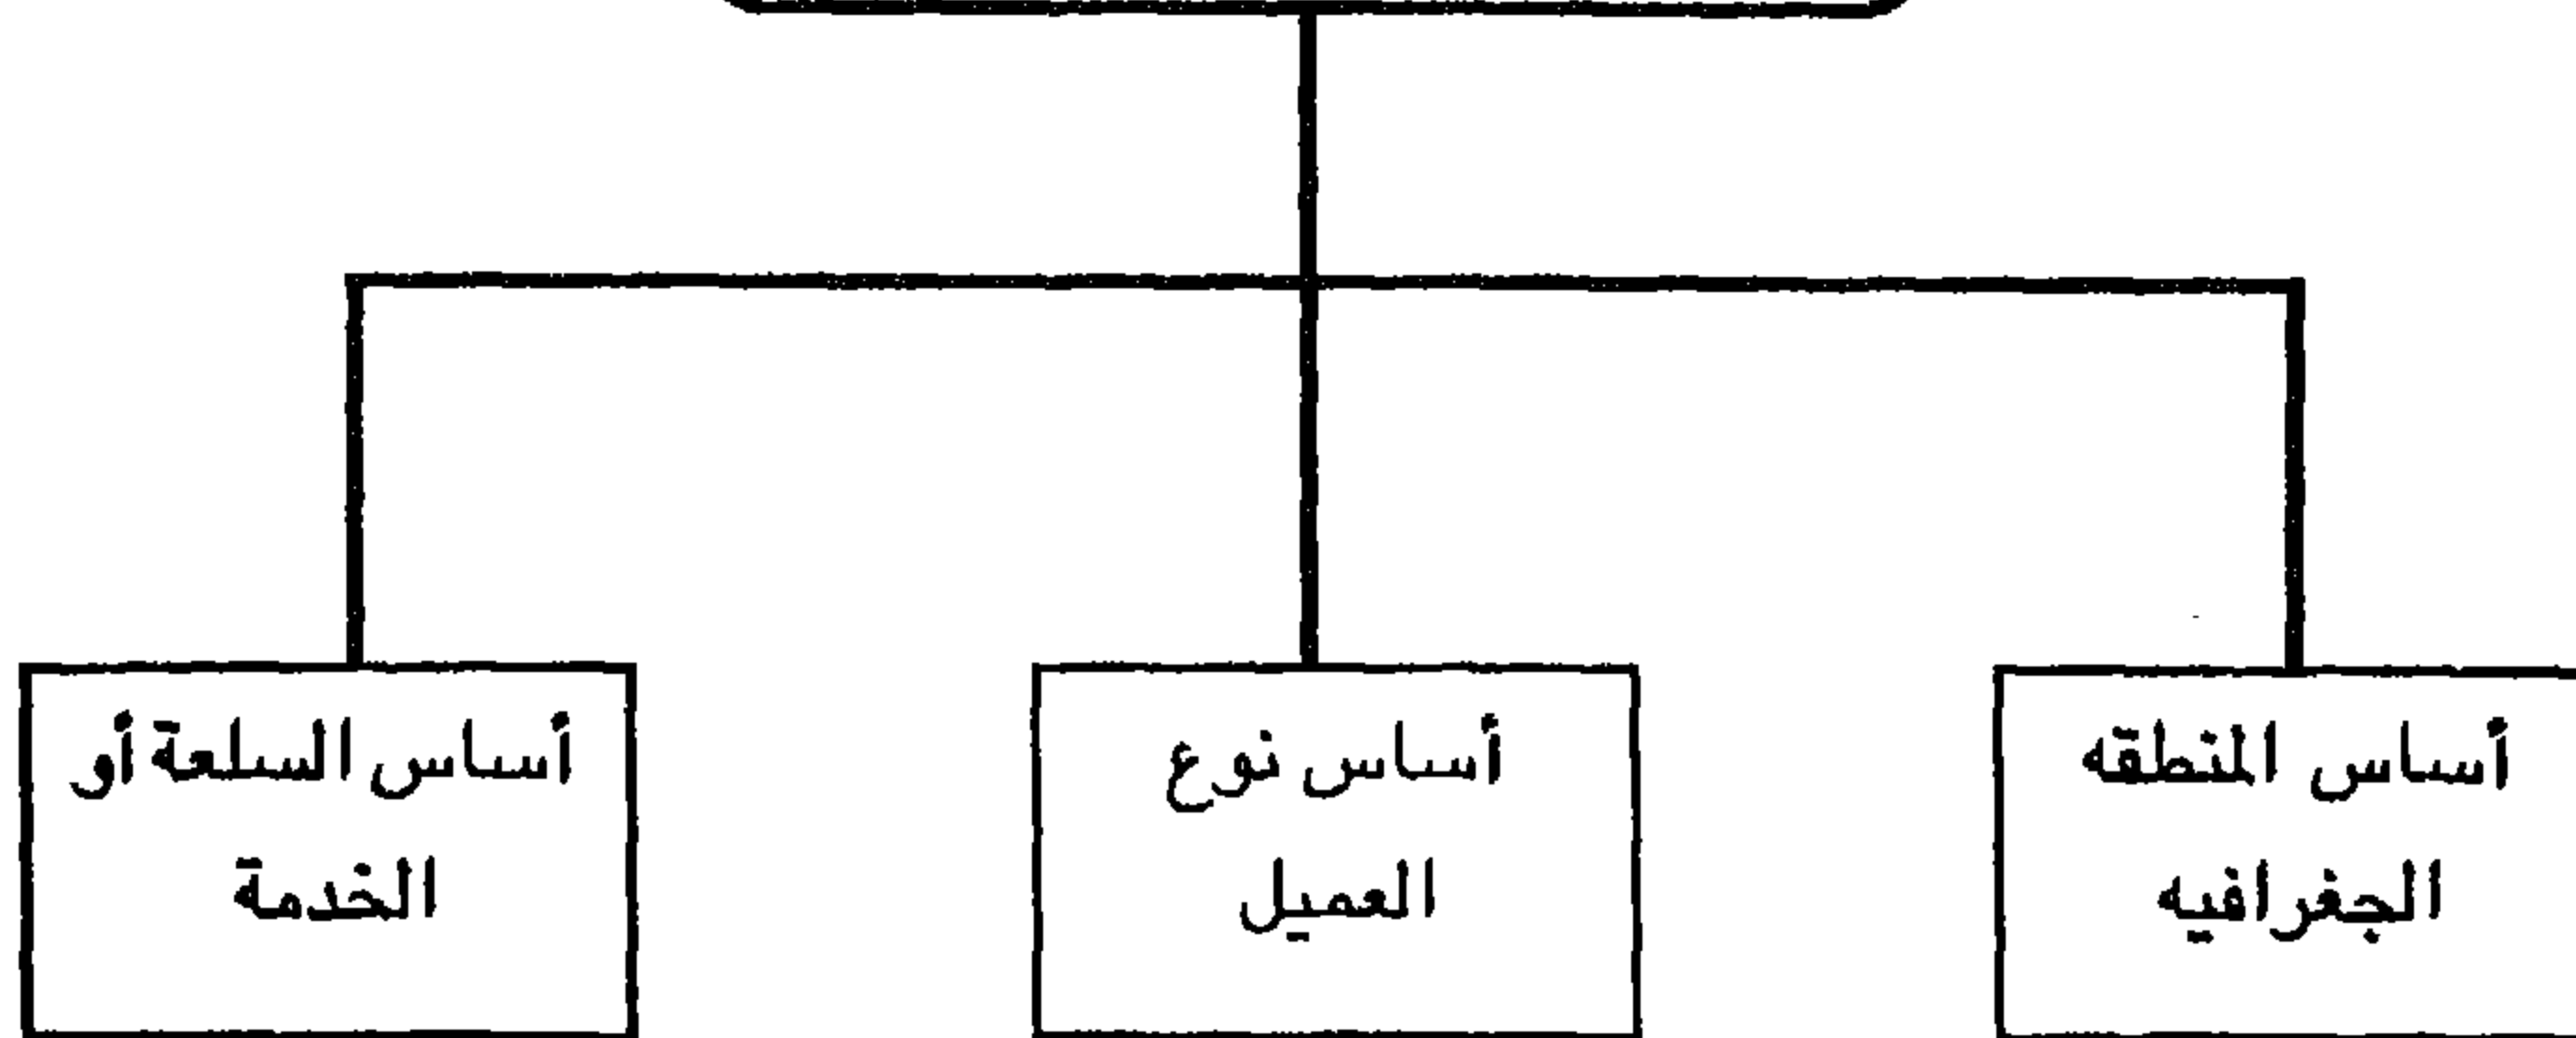 أساس المنطقه
الجغرافيه
أساس نوع
العميل
أساس السلعة أو
الخدمة